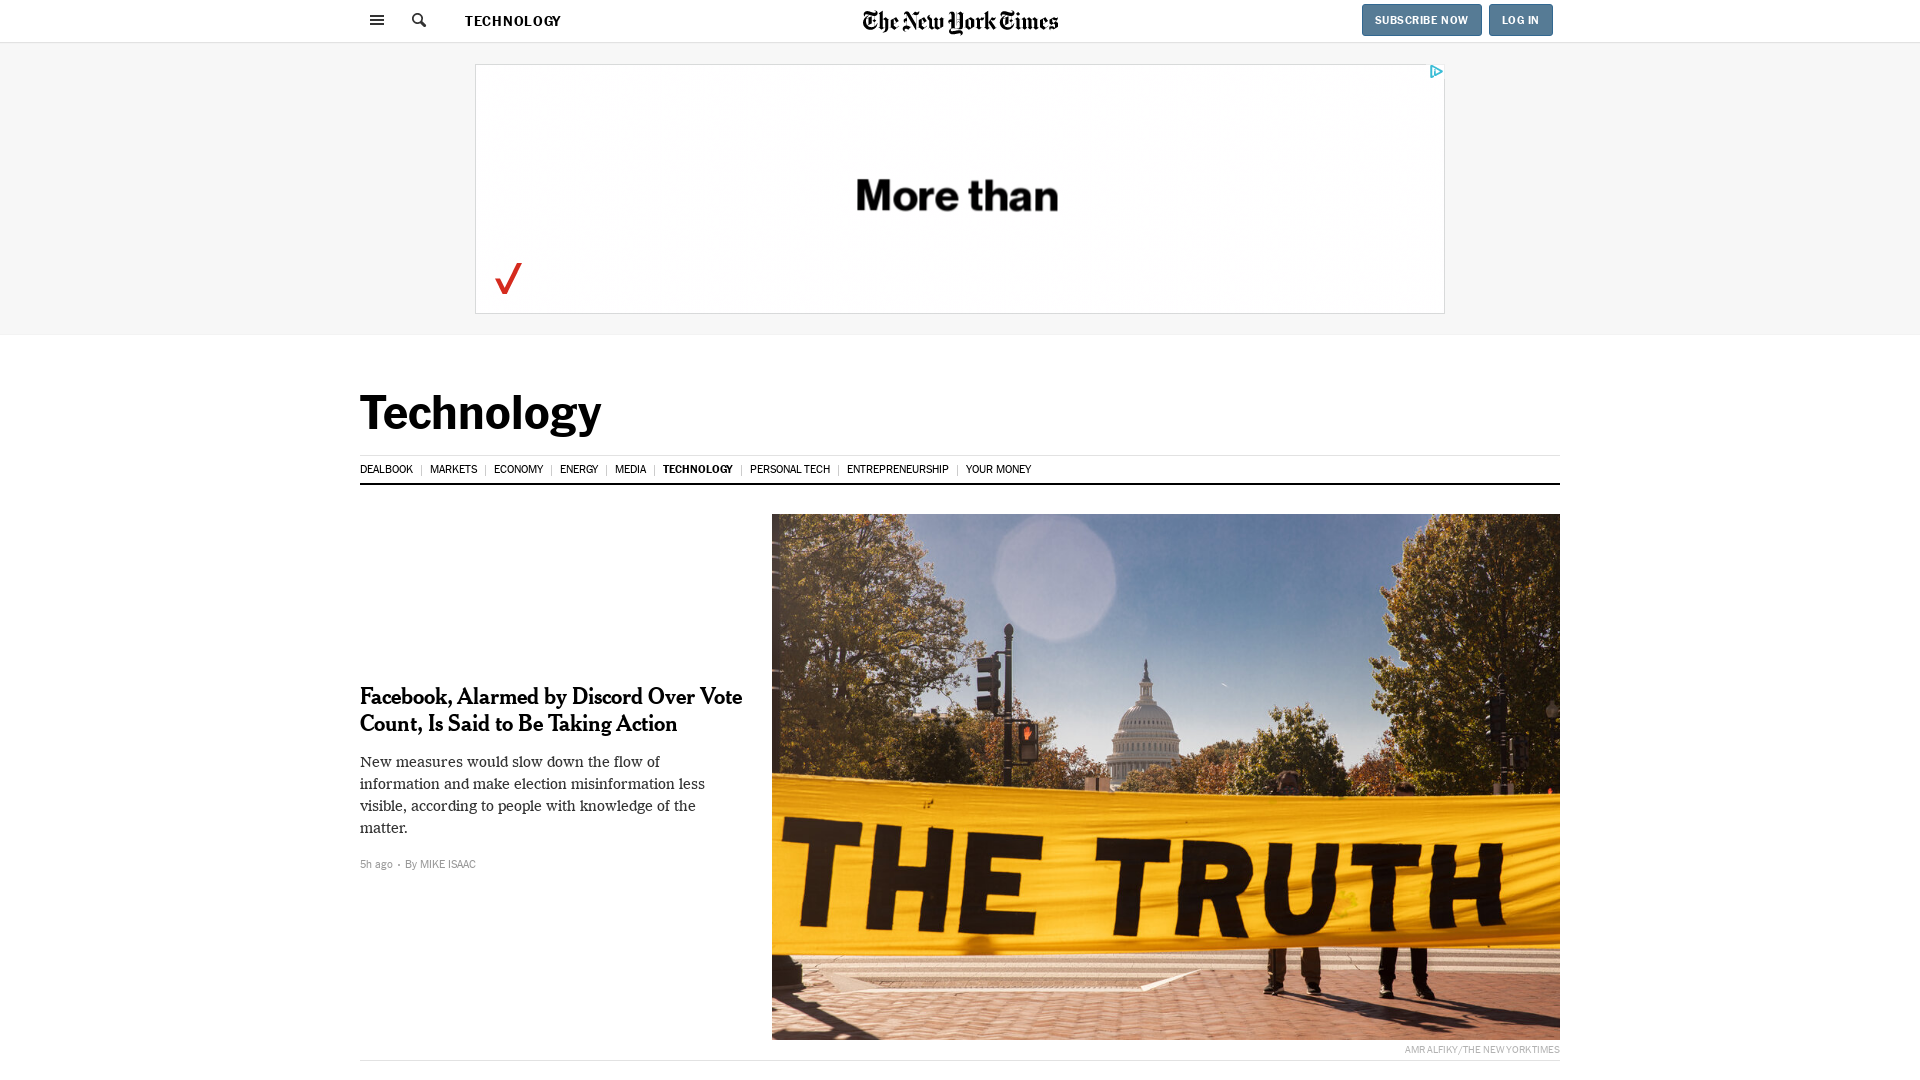 TECHNOLOGY
The New York Times
SUBSCRIBE NOW
LOG IN
More than
Technology
DEALBOOK
MARKETS
ECONOMY
ENERGY
MEDIA
TECHNOLOGY
PERSONAL TECH
ENTREPRENEURSHIP
YOUR MONEY
Facebook, Alarmed by Discord Over Vote
Count, Is Said to Be Taking Action
New measures would slow down the flow of
information and make election misinformation less
visible, according to people with knowledge of the
matter.
5h ago • By MIKE ISAAC
THE TRUTH
AMR ALFIKY/THE NEW YORK TIMES